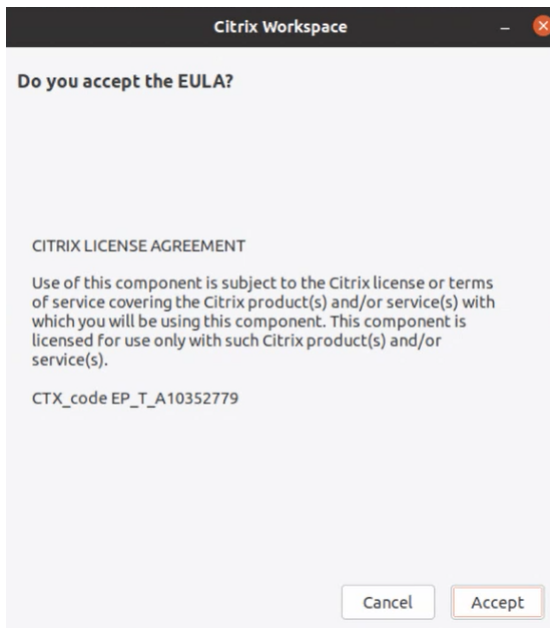 Citrix Workspace
Do you accept the EULA?
CITRIX LICENSE AGREEMENT
Use of this component is subject to the Citrix license or terms
of service covering the Citrix product(s) and/or service(s) with
which you will be using this component. This component is
licensed for use only with such Citrix product(s) and/or
service(s).
CTX_code EP_T_A10352779
Cancel
Accept